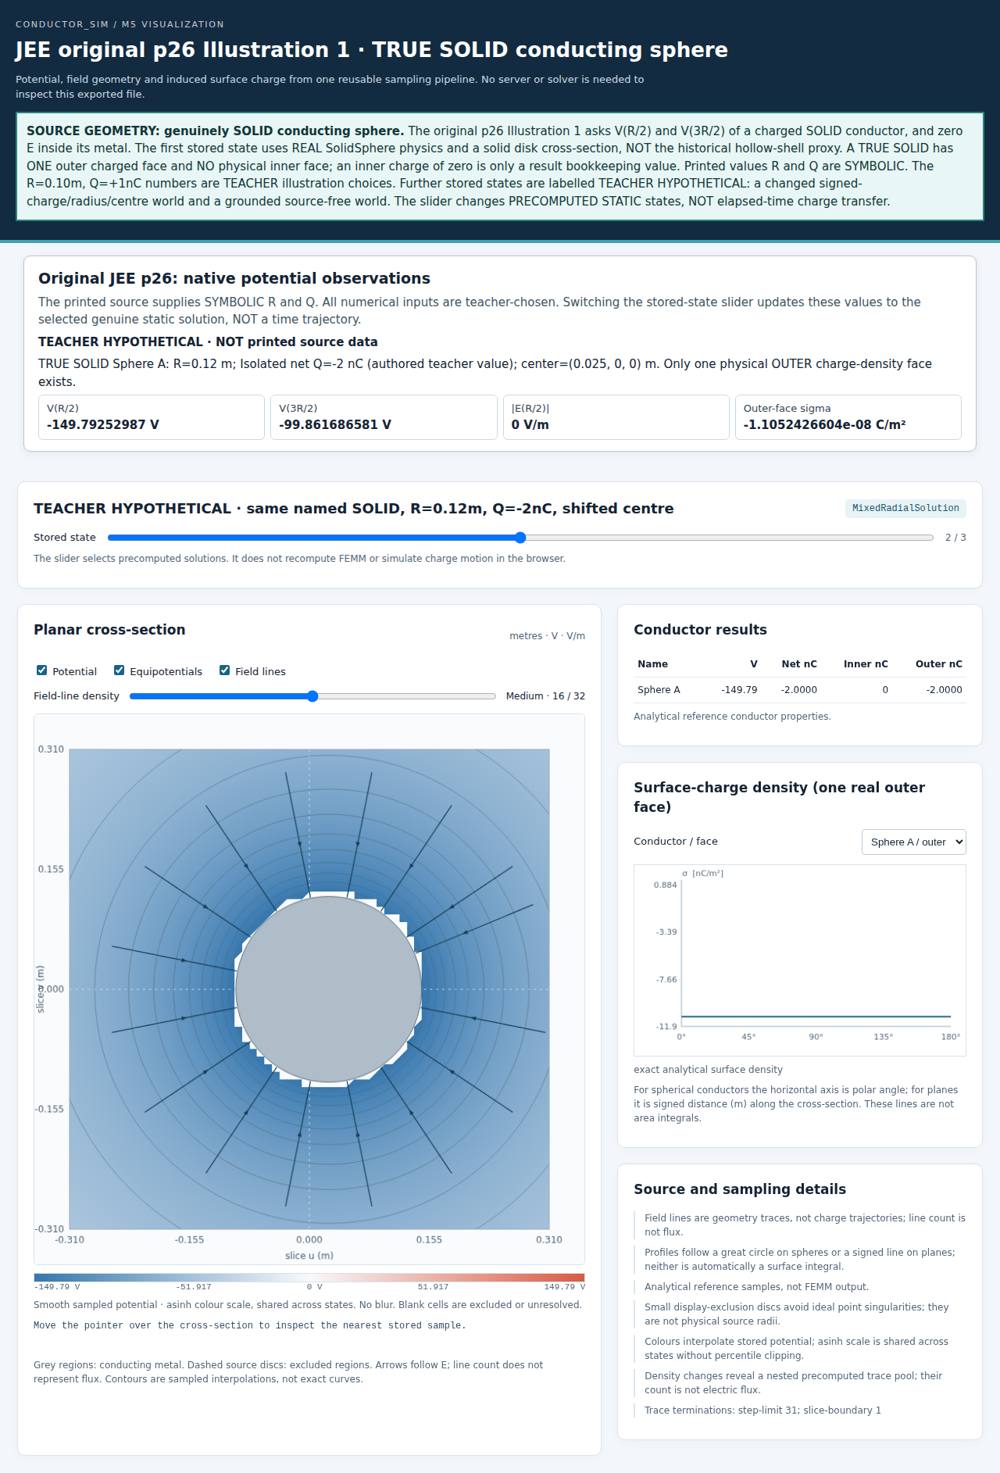 CONDUCTOR_SIM / M5 VISUALIZATION
JEE original p26 Illustration 1 · TRUE SOLID conducting sphere
Potential, field geometry and induced surface charge from one reusable sampling pipeline. No server or solver is needed to
inspect this exported file.
SOURCE GEOMETRY: genuinely SOLID conducting sphere. The original p26 Illustration 1 asks V(R/2) and V(3R/2) of a charged SOLID conductor, and zero
E inside its metal. The first stored state uses REAL SolidSphere physics and a solid disk cross-section, NOT the historical hollow-shell proxy. A TRUE SOLID has
ONE outer charged face and NO physical inner face; an inner charge of zero is only a result bookkeeping value. Printed values R and Q are SYMBOLIC. The
R=0.10m, Q=+1nC numbers are TEACHER illustration choices. Further stored states are labelled TEACHER HYPOTHETICAL: a changed signed-
charge/radius/centre world and a grounded source-free world. The slider changes PRECOMPUTED STATIC states, NOT elapsed-time charge transfer.
Original JEE p26: native potential observations
The printed source supplies SYMBOLIC R and Q. All numerical inputs are teacher-chosen. Switching the stored-state slider updates these values to the
selected genuine static solution, NOT a time trajectory.
TEACHER HYPOTHETICAL · NOT printed source data
TRUE SOLID Sphere A: R=0.12 m; Isolated net Q=-2 nC (authored teacher value); center=(0.025, 0, 0) m. Only one physical OUTER charge-density face
exists.
V(R/2)
-149.79252987 V
V(3R/2)
-99.861686581 V
|E(R/2)|
0 V/m
Outer-face sigma
-1.1052426604e-08 C/m²
TEACHER HYPOTHETICAL · same named SOLID, R=0.12m, Q=-2nC, shifted centre
MixedRadialSolution
Stored state
2 / 3
The slider selects precomputed solutions. It does not recompute FEMM or simulate charge motion in the browser.
Planar cross-section
metres · V · V/m
Potential Equipotentials Field lines
Field-line density
Medium · 16 / 32
0.310
0.155
0.000
-0.155
-0.310
slice v (m)
-0.310 -0.155 0.000 0.155 0.310
slice u (m)
-149.79 V -51.917 0 V 51.917 149.79 V
Smooth sampled potential · asinh colour scale, shared across states. No blur. Blank cells are excluded or unresolved.
Move the pointer over the cross-section to inspect the nearest stored sample.
Grey regions: conducting metal. Dashed source discs: excluded regions. Arrows follow E; line count does not
represent flux. Contours are sampled interpolations, not exact curves.
Conductor results
Name V Net nC Inner nC Outer nC
Sphere A -149.79 -2.0000 0 -2.0000
Analytical reference conductor properties.
Surface-charge density (one real outer
face)
Conductor / face
Sphere A / outer
σ [nC/m²]
0.884
-3.39
-7.66
-11.9
0° 45° 90° 135° 180°
exact analytical surface density
For spherical conductors the horizontal axis is polar angle; for planes
it is signed distance (m) along the cross-section. These lines are not
area integrals.
Source and sampling details
Field lines are geometry traces, not charge trajectories; line count is
not flux.
Profiles follow a great circle on spheres or a signed line on planes;
neither is automatically a surface integral.
Analytical reference samples, not FEMM output.
Small display-exclusion discs avoid ideal point singularities; they
are not physical source radii.
Colours interpolate stored potential; asinh scale is shared across
states without percentile clipping.
Density changes reveal a nested precomputed trace pool; their
count is not electric flux.
Trace terminations: step-limit 31; slice-boundary 1